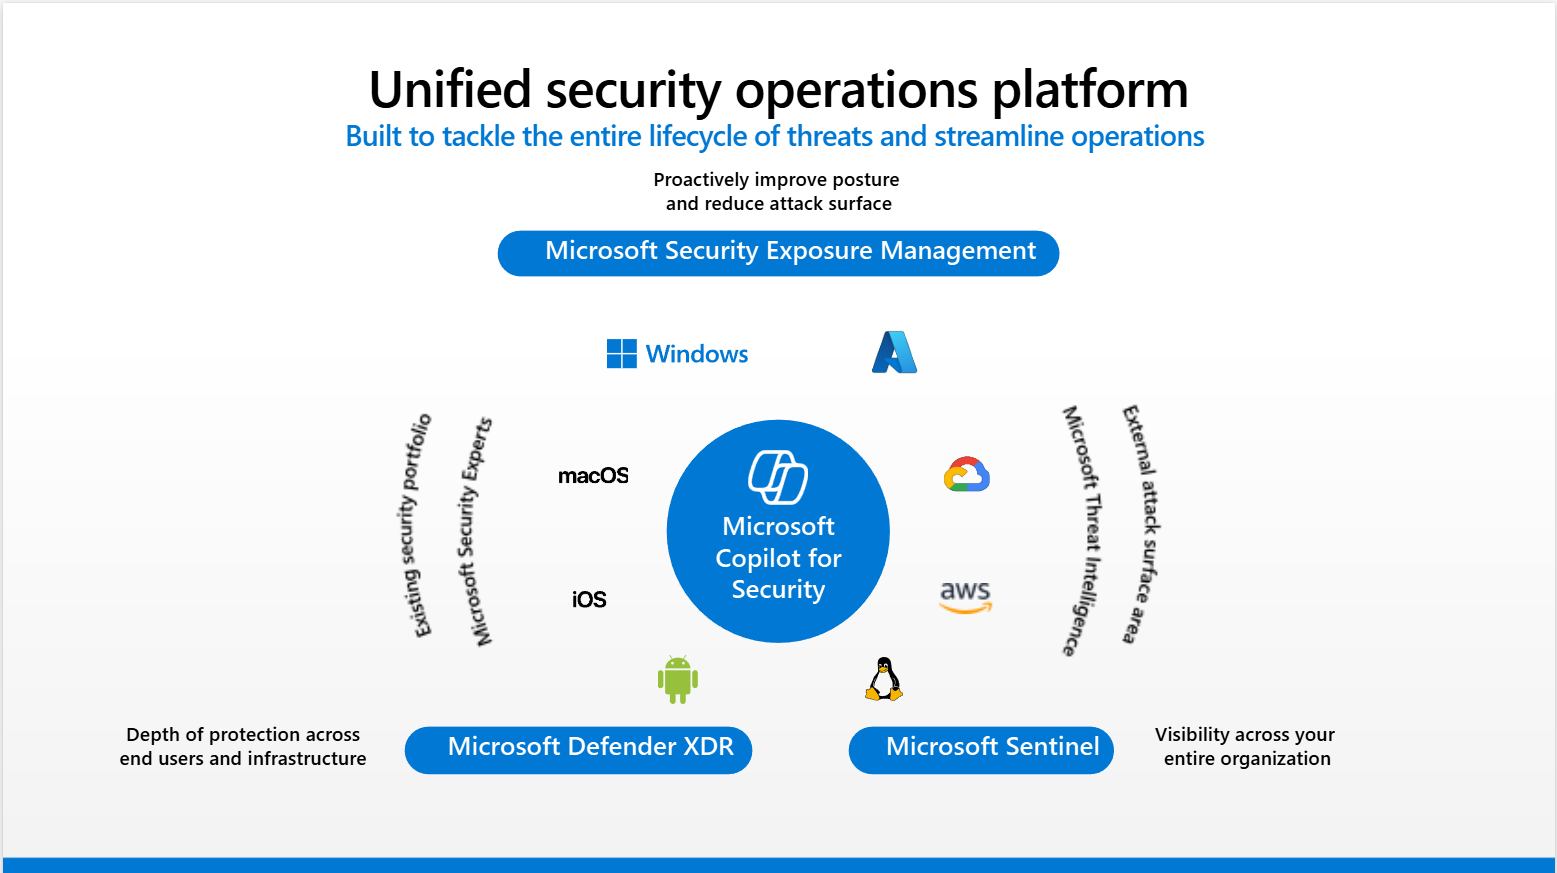 Unified security operations platform
Built to tackle the entire lifecycle of threats and streamline operations
Proactively improve posture
and reduce attack surface
Microsoft Security Exposure Management
Windows
Existing security portfolio
Microsoft Security Experts
macOS
iOS
Microsoft
Copilot for
Security
aws
Microsoft Threat Intelligence
External attack surface area
Depth of protection across
end users and infrastructure
Microsoft Defender XDR
Microsoft Sentinel
Visibility across your
entire organization